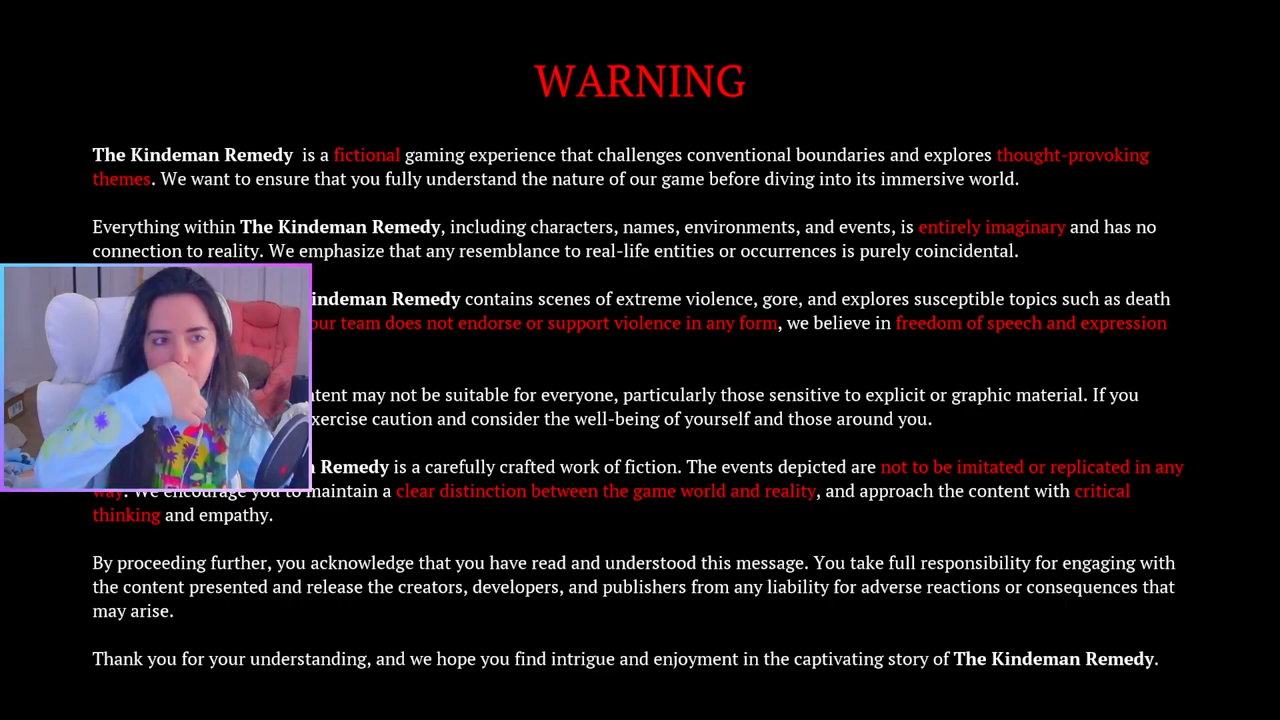 WARNING
The Kindeman Remedy is a fictional gaming experience that challenges conventional boundaries and explores thought-provoking
themes. We want to ensure that you fully understand the nature of our game before diving into its immersive world.
Everything within The Kindeman Remedy, including characters, names, environments, and events, is entirely imaginary and has no
connection to reality. We emphasize that any resemblance to real-life entities or occurrences is purely coincidental.
Kindeman Remedy contains scenes of extreme violence, gore, and explores susceptible topics such as death
our team does not endorse or support violence in any form, we believe in freedom of speech and expression
may not be suitable for everyone, particularly those sensitive to explicit or graphic material. If you
exercise caution and consider the well-being of yourself and those around you.
Remedy is a carefully crafted work of fiction. The events depicted are not to be imitated or replicated in any
way. We encourage you to maintain a clear distinction between the game world and reality, and approach the content with critical
thinking and empathy.
By proceeding further, you acknowledge that you have read and understood this message. You take full responsibility for engaging with
the content presented and release the creators, developers, and publishers from any liability for adverse reactions or consequences that
may arise.
Thank you for your understanding, and we hope you find intrigue and enjoyment in the captivating story of The Kindeman Remedy.